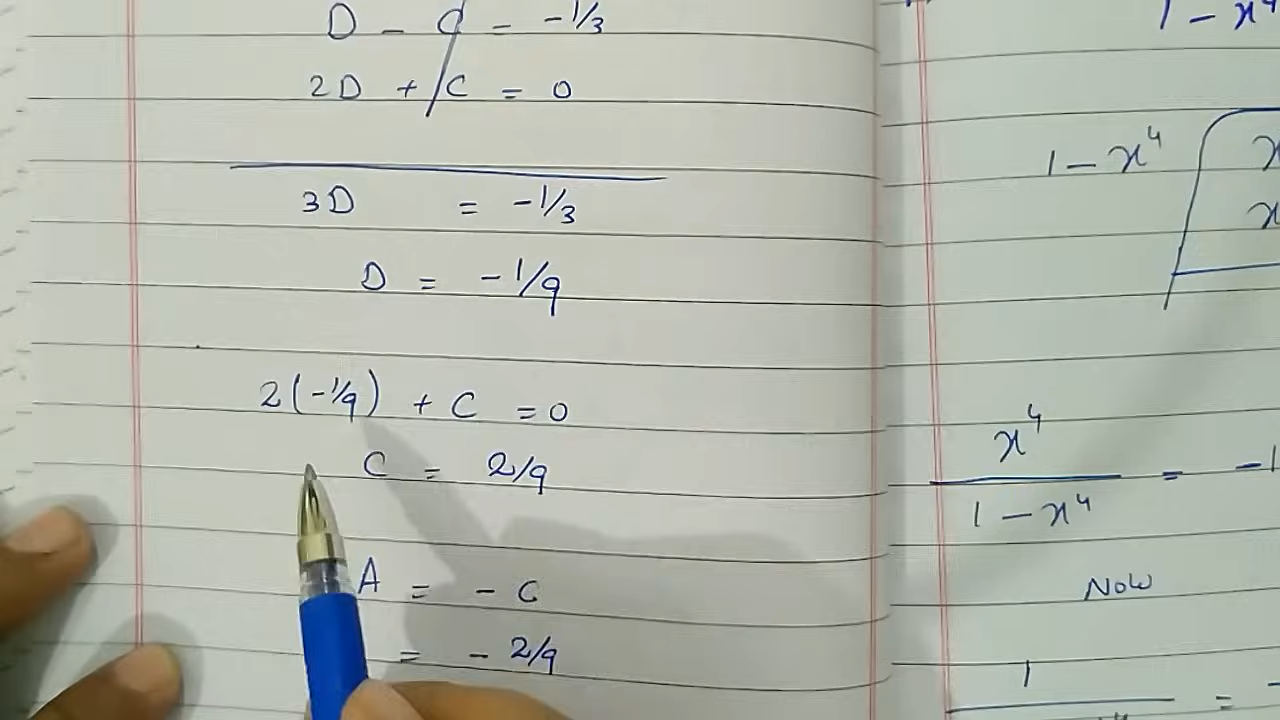 D - C = -1/3
2D + C = 0
3D = -1/3
D = -1/9
2(-1/9) + C = 0
C = 2/9
A = - C
= - 2/9
1 - x⁴
1 - x⁴
x
x
x⁴/1 - x⁴ = -1
Now
1
=